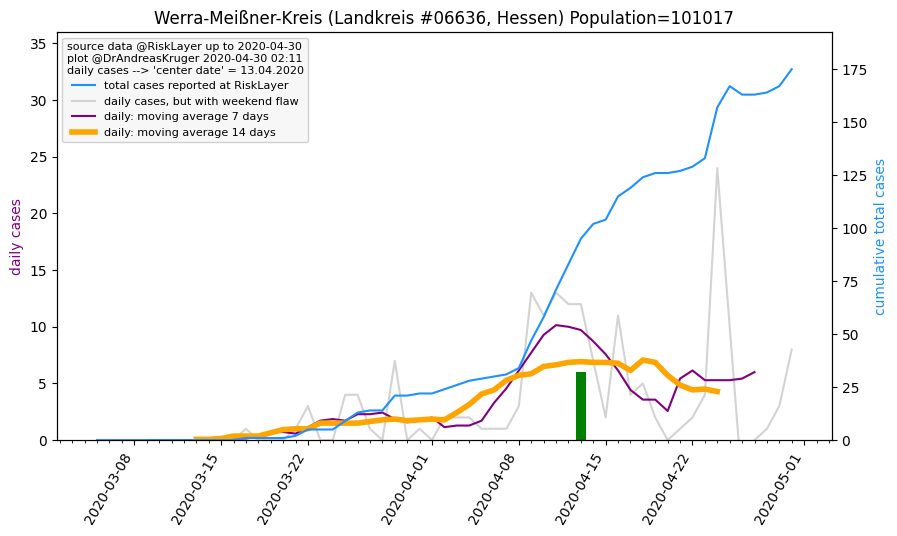 Werra-Meißner-Kreis (Landkreis #06636, Hessen) Population=101017
source data @RiskLayer up to 2020-04-30
plot @DrAndreasKruger 2020-04-30 02:11
daily cases --> 'center date' = 13.04.2020
total cases reported at RiskLayer
daily cases, but with weekend flaw
daily: moving average 7 days
daily: moving average 14 days
daily cases
35
30
25
20
15
10
5
0
cumulative total cases
175
150
125
100
75
50
25
0
2020-03-08
2020-03-15
2020-03-22
2020-04-01
2020-04-08
2020-04-15
2020-04-22
2020-05-01